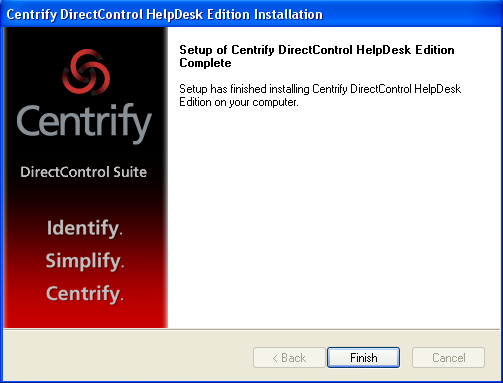 Centrify DirectControl HelpDesk Edition Installation
Centrify
DirectControl Suite
Identify.
Simplify.
Centrify.
Setup of Centrify DirectControl HelpDesk Edition
Complete
Setup has finished installing Centrify DirectControl HelpDesk
Edition on your computer.
< Back
Finish
Cancel